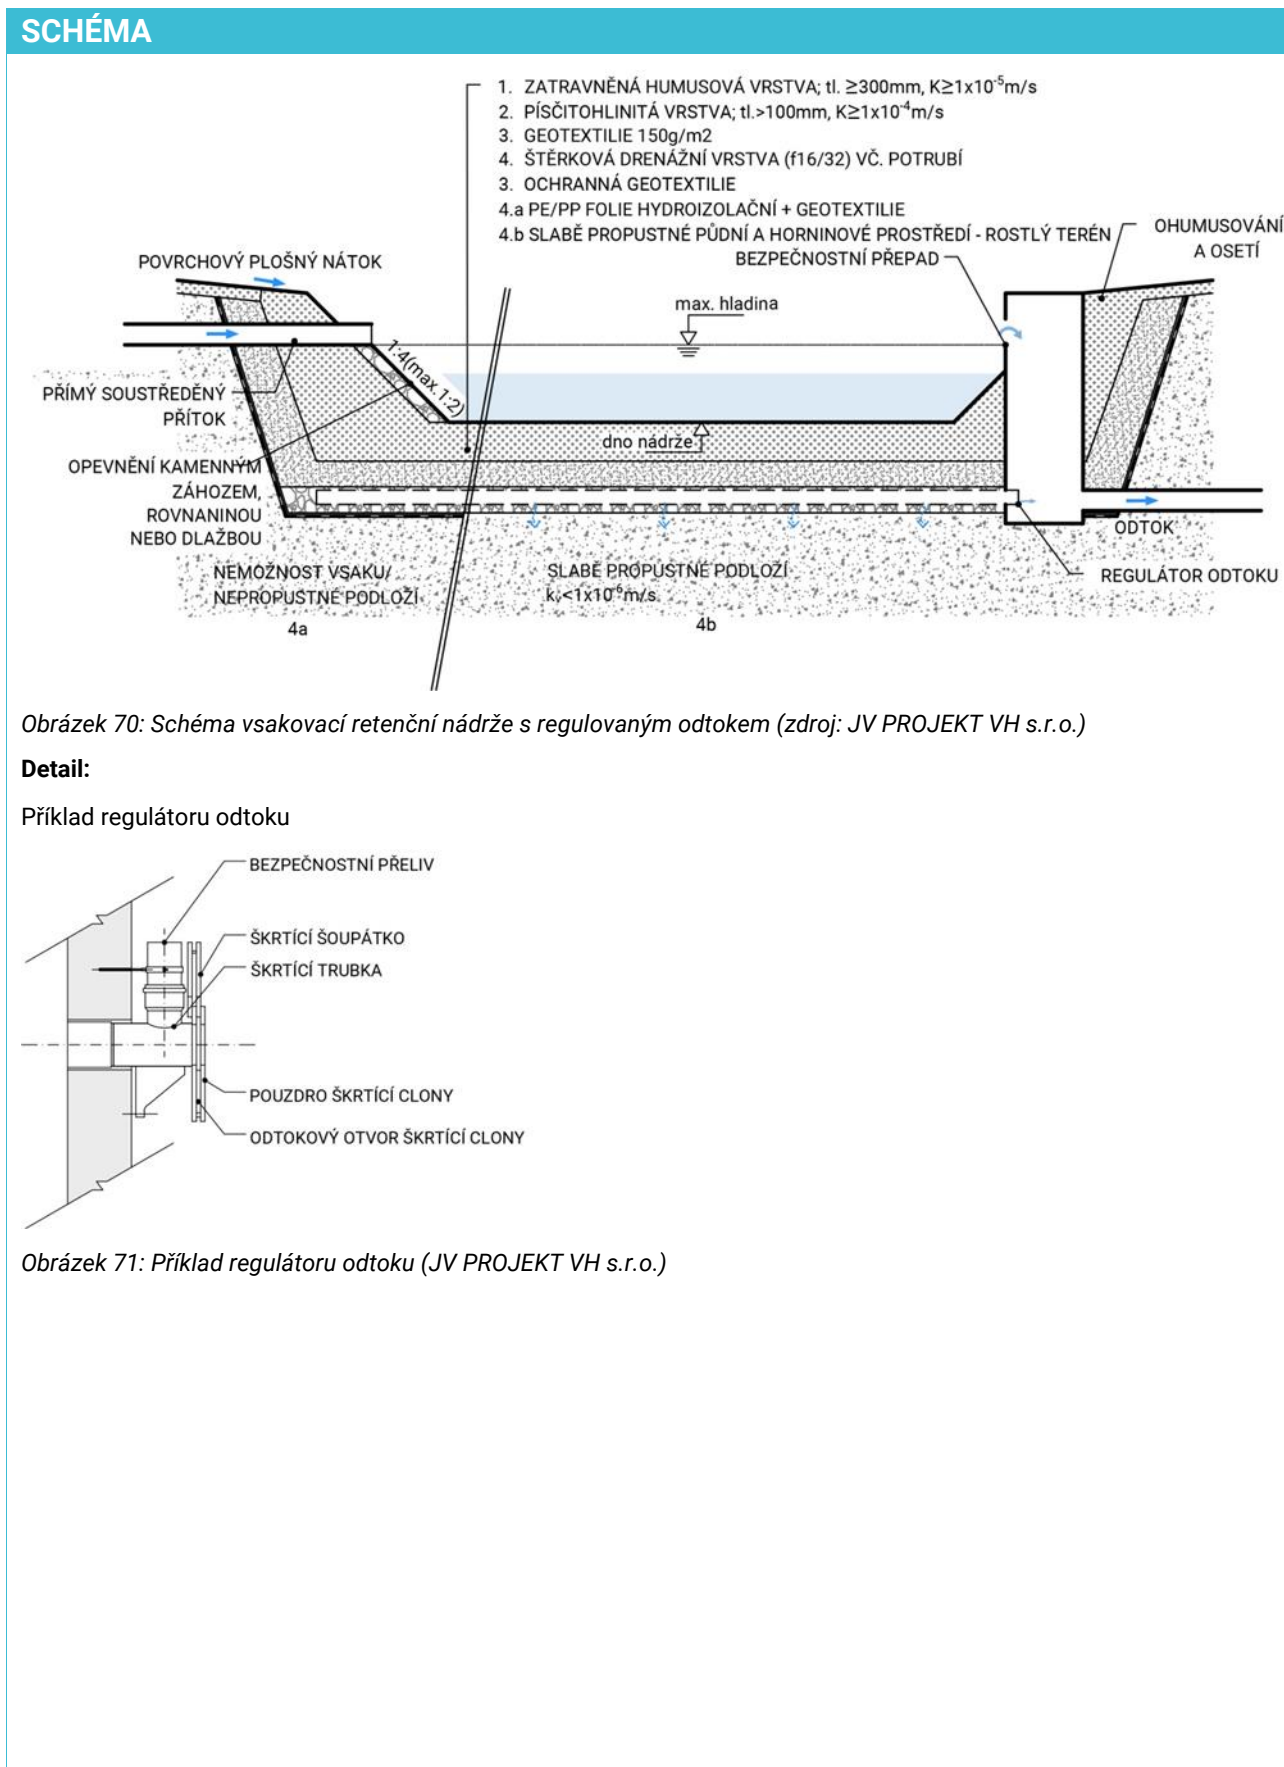 SCHÉMA
1. ZATRAVNĚNÁ HUMUSOVÁ VRSTVA; tl. ≥300mm, K≥1x10⁻⁵m/s
2. PÍSČITOHLINITÁ VRSTVA; tl.>100mm, K≥1x10⁻⁴m/s
3. GEOTEXTILIE 150g/m2
4. ŠTĚRKOVÁ DRENÁŽNÍ VRSTVA (f16/32) VČ. POTRUBÍ
3. OCHRANNÁ GEOTEXTILIE
4.a PE/PP FOLIE HYDROIZOLAČNÍ + GEOTEXTILIE
4.b SLABĚ PROPUSTNÉ PŮDNÍ A HORNINOVÉ PROSTŘEDÍ - ROSTLÝ TERÉN
BEZPEČNOSTNÍ PŘEPAD
OHUMUSOVÁNÍ
A OSETÍ
POVRCHOVÝ PLOŠNÝ NÁTOK
max. hladina
1:4(max.1:2)
PŘÍMÝ SOUSTŘEDĚNÝ
PŘÍTOK
dno nádrže
OPEVNĚNÍ KAMENNÝM
ZÁHOZEM,
ROVNANINOU
NEBO DLAŽBOU
ODTOK
NEMOŽNOST VSAKU/
NEPROPUSTNÉ PODLOŽÍ
4a
SLABĚ PROPUSTNÉ PODLOŽÍ
kᵥ<1x10⁻⁶m/s
4b
REGULÁTOR ODTOKU
Obrázek 70: Schéma vsakovací retenční nádrže s regulovaným odtokem (zdroj: JV PROJEKT VH s.r.o.)
Detail:
Příklad regulátoru odtoku
BEZPEČNOSTNÍ PŘELIV
ŠKRTÍCÍ ŠOUPÁTKO
ŠKRTÍCÍ TRUBKA
POUZDRO ŠKRTÍCÍ CLONY
ODTOKOVÝ OTVOR ŠKRTÍCÍ CLONY
Obrázek 71: Příklad regulátoru odtoku (JV PROJEKT VH s.r.o.)